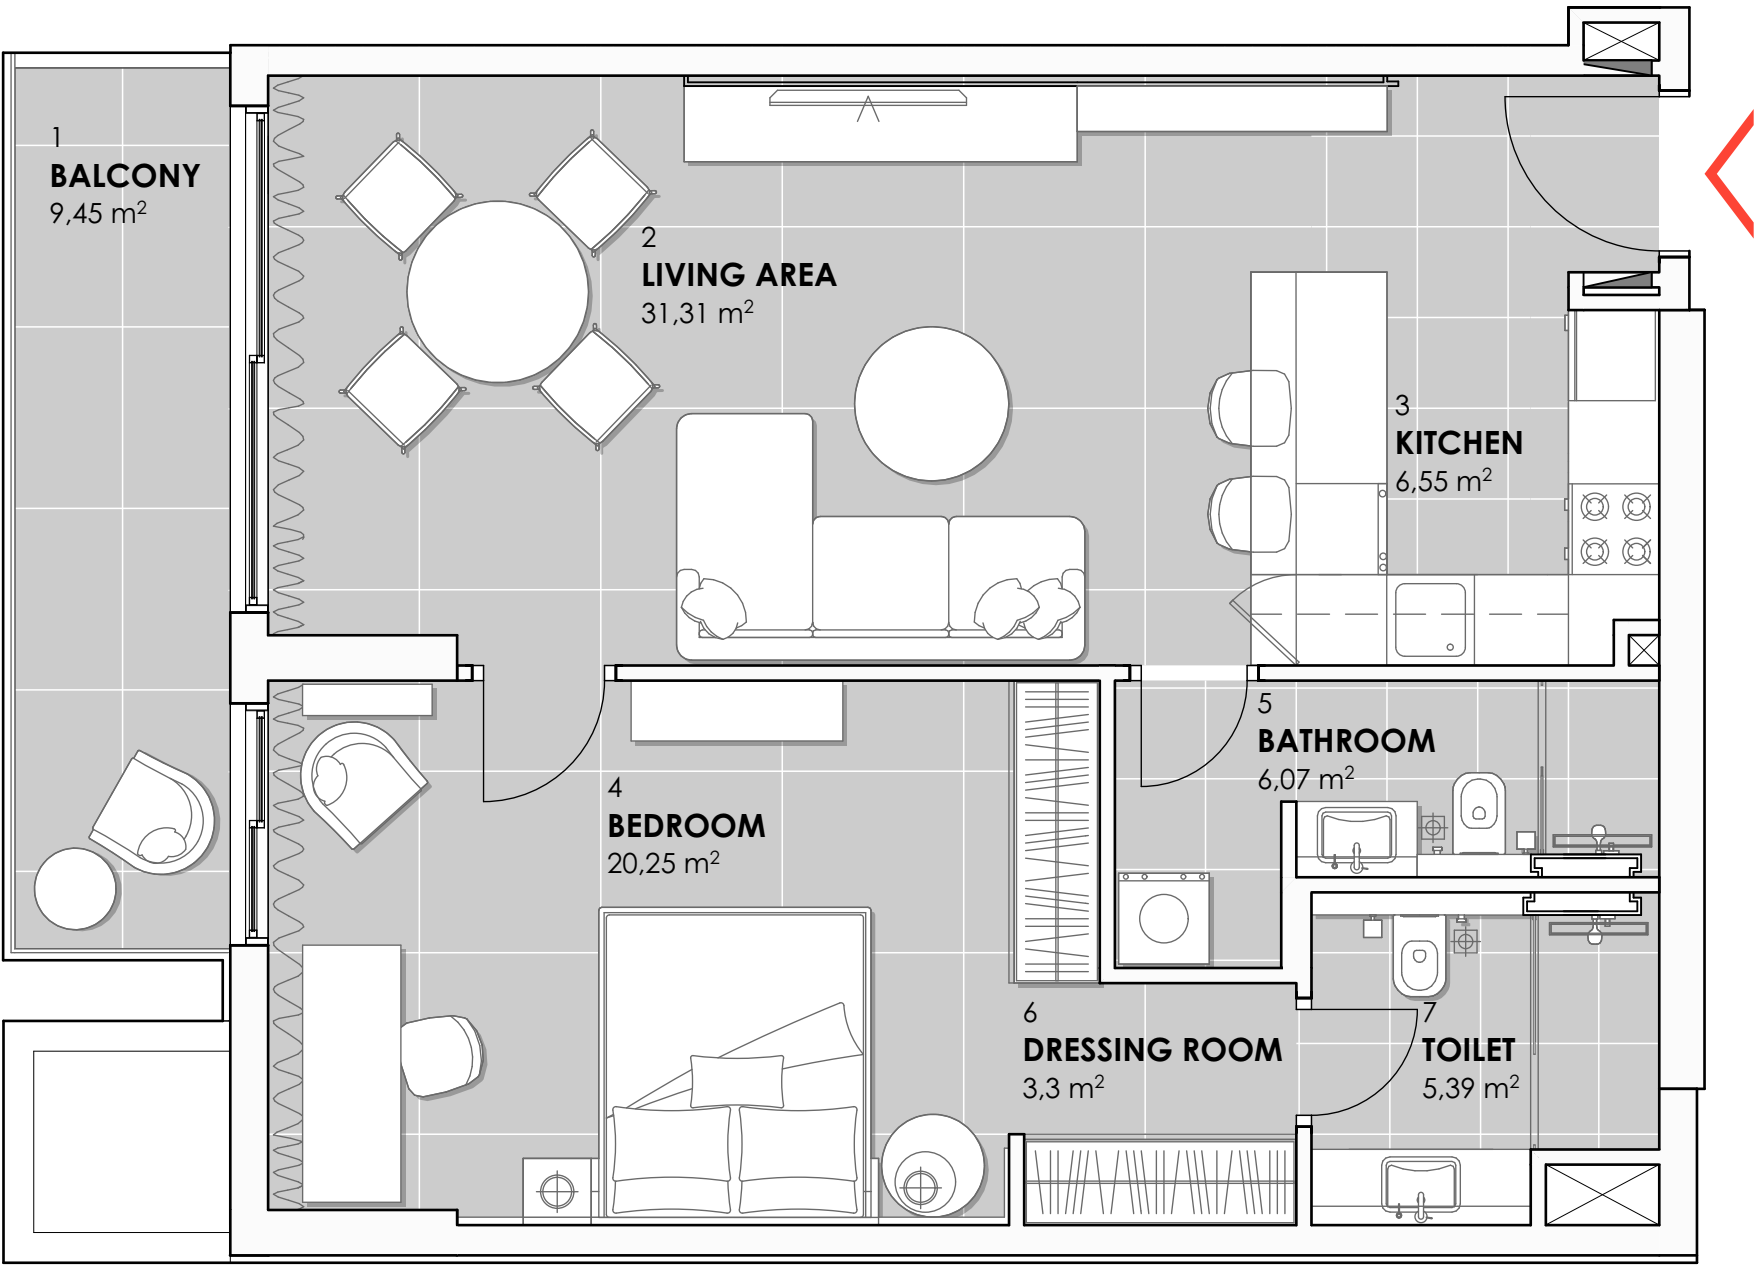 1
BALCONY
9,45 m²
2
LIVING AREA
31,31 m²
3
KITCHEN
6,55 m²
4
BEDROOM
20,25 m²
5
BATHROOM
6,07 m²
6
DRESSING ROOM
3,3 m²
7
TOILET
5,39 m²